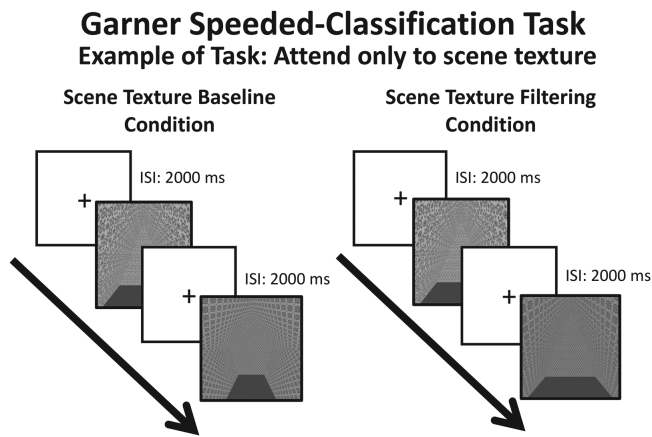 Garner Speeded-Classification Task
Example of Task: Attend only to scene texture
Scene Texture Baseline
Condition
Scene Texture Filtering
Condition
ISI: 2000 ms
ISI: 2000 ms
ISI: 2000 ms
ISI: 2000 ms